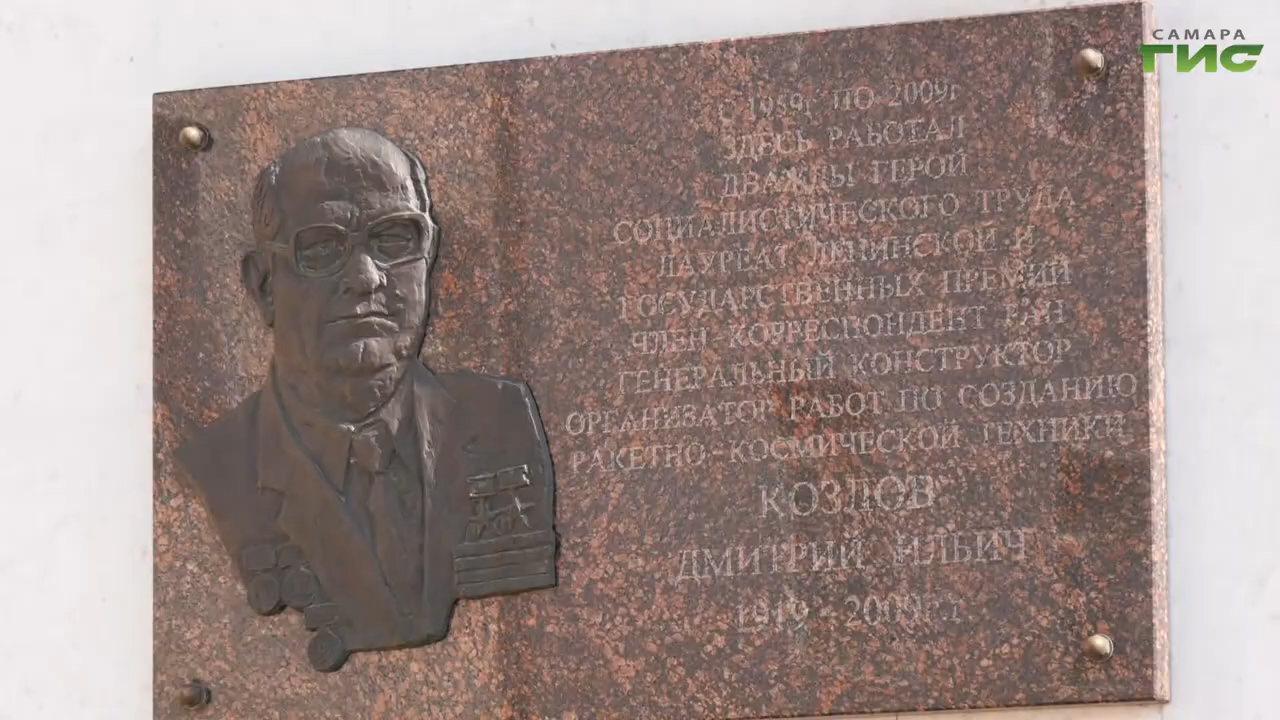 САМАРА
ГИС
С 1959г ПО 2009г
ЗДЕСЬ РАБОТАЛ
ДВАЖДЫ ГЕРОЙ
СОЦИАЛИСТИЧЕСКОГО ТРУДА
ЛАУРЕАТ ЛЕНИНСКОЙ И
ГОСУДАРСТВЕННЫХ ПРЕМИЙ
ЧЛЕН-КОРРЕСПОНДЕНТ РАН
ГЕНЕРАЛЬНЫЙ КОНСТРУКТОР
ОРГАНИЗАТОР РАБОТ ПО СОЗДАНИЮ
РАКЕТНО-КОСМИЧЕСКОЙ ТЕХНИКИ
КОЗЛОВ
ДМИТРИЙ ИЛЬИЧ
1919 - 2009г.г